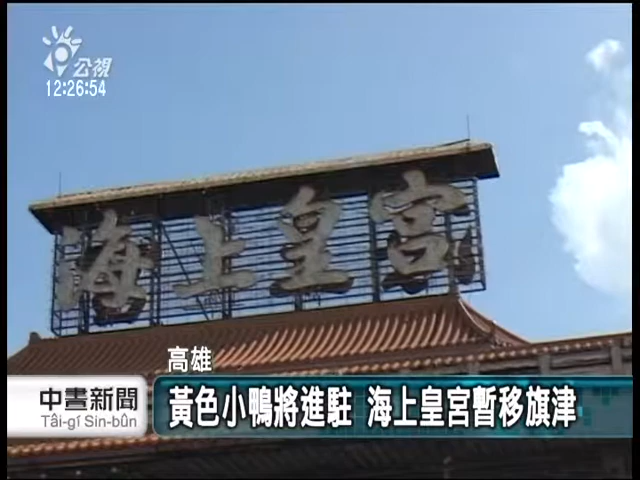 公視
12:26:54
海上皇宮
高雄
中晝新聞
Tâi-gí Sin-bûn
黃色小鴨將進駐 海上皇宮暫移旗津